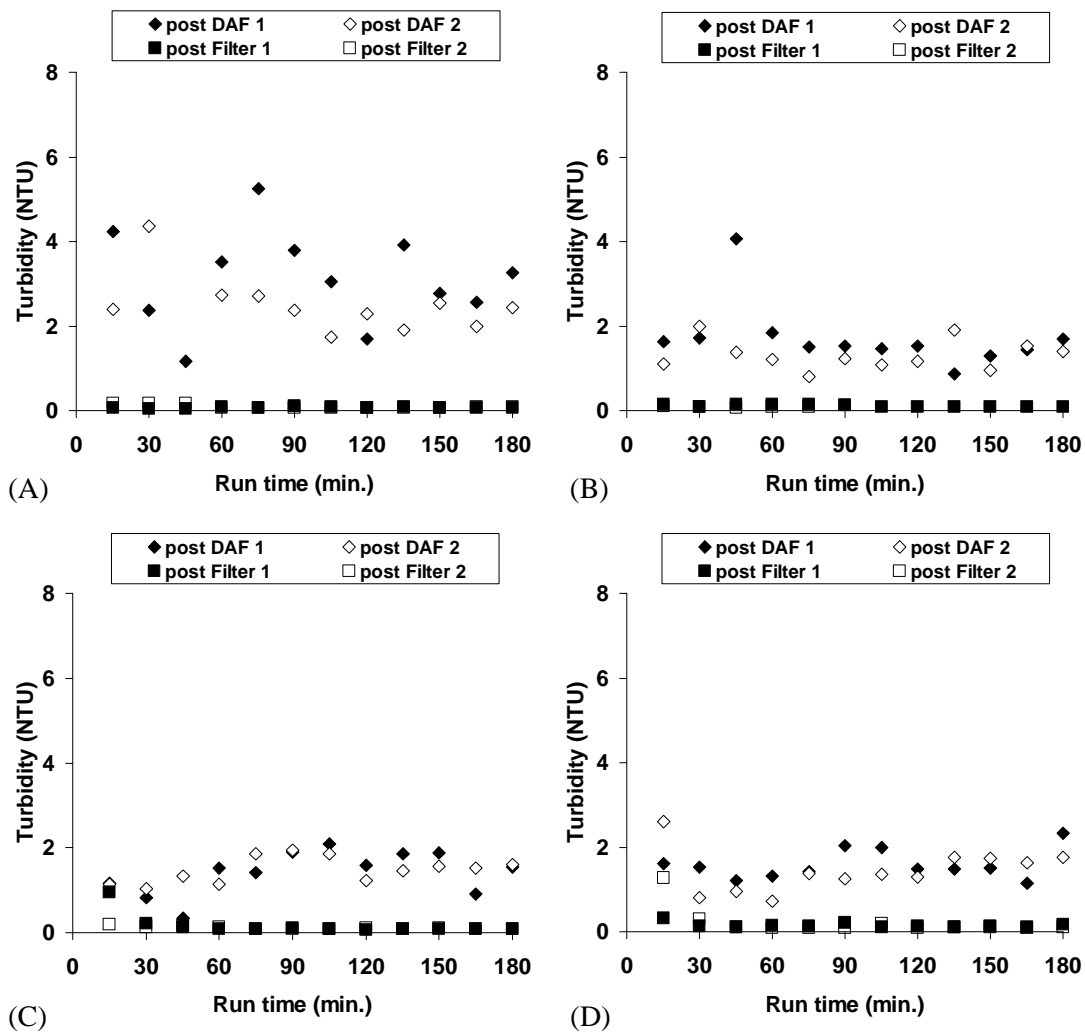 post DAF 1
post DAF 2
post Filter 1
post Filter 2
8
6
4
2
0
Turbidity (NTU)
0 30 60 90 120 150 180
Run time (min.)
(A)
post DAF 1
post DAF 2
post Filter 1
post Filter 2
8
6
4
2
0
Turbidity (NTU)
0 30 60 90 120 150 180
Run time (min.)
(B)
post DAF 1
post DAF 2
post Filter 1
post Filter 2
8
6
4
2
0
Turbidity (NTU)
0 30 60 90 120 150 180
Run time (min.)
(C)
post DAF 1
post DAF 2
post Filter 1
post Filter 2
8
6
4
2
0
Turbidity (NTU)
0 30 60 90 120 150 180
Run time (min.)
(D)